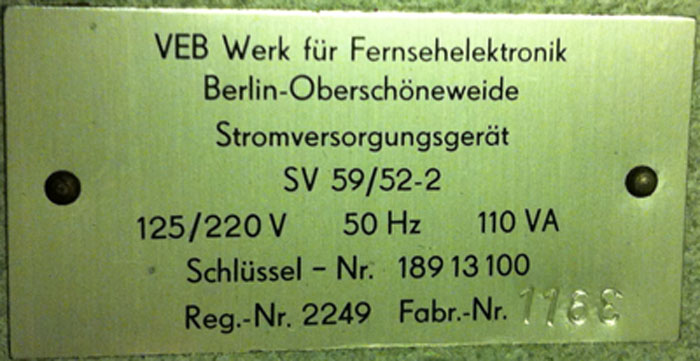 VEB Werk für Fernsehelektronik
Berlin-Oberschöneweide
Stromversorgungsgerät
SV 59/52-2
125/220 V 50 Hz 110 VA
Schlüssel - Nr. 189 13 100
Reg.-Nr. 2249 Fabr.-Nr.